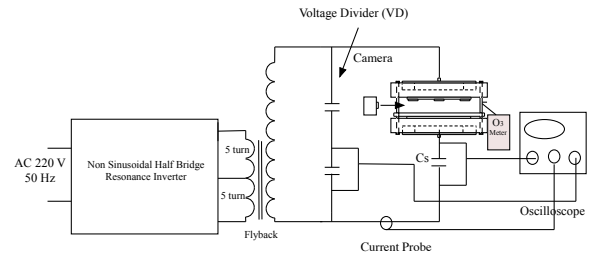 Voltage Divider (VD)
Camera
O3
Meter
AC 220 V
50 Hz
Non Sinusoidal Half Bridge
Resonance Inverter
5 turn
5 turn
Cs
Flyback
Oscilloscope
Current Probe